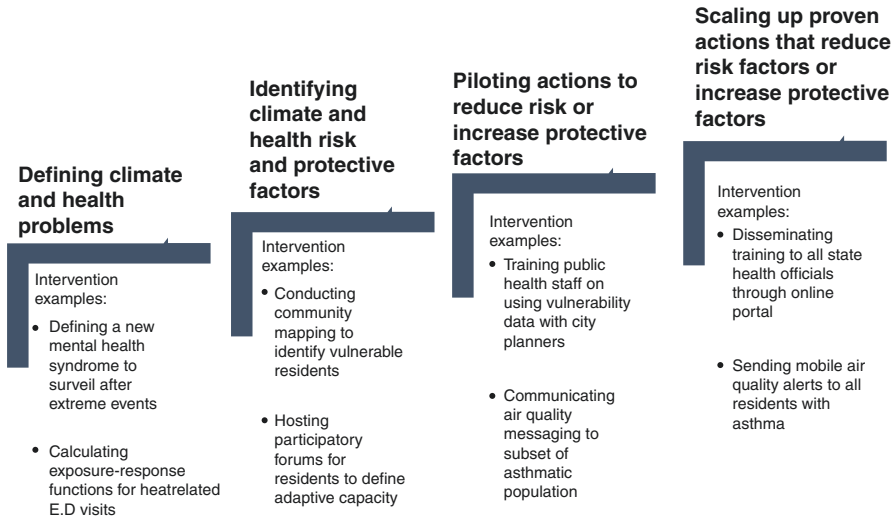 Defining climate
and health
problems
Intervention
examples:
• Defining a new
mental health
syndrome to
surveil after
extreme events
• Calculating
exposure-response
functions for heatrelated
E.D visits
Identifying
climate and
health risk
and protective
factors
Intervention
examples:
• Conducting
community
mapping to
identify vulnerable
residents
• Hosting
participatory
forums for
residents to define
adaptive capacity
Piloting actions to
reduce risk or
increase protective
factors
Intervention
examples:
• Training public
health staff on
using vulnerability
data with city
planners
• Communicating
air quality
messaging to
subset of
asthmatic
population
Scaling up proven
actions that reduce
risk factors or
increase protective
factors
Intervention
examples:
• Disseminating
training to all state
health officials
through online
portal
• Sending mobile air
quality alerts to all
residents with
asthma